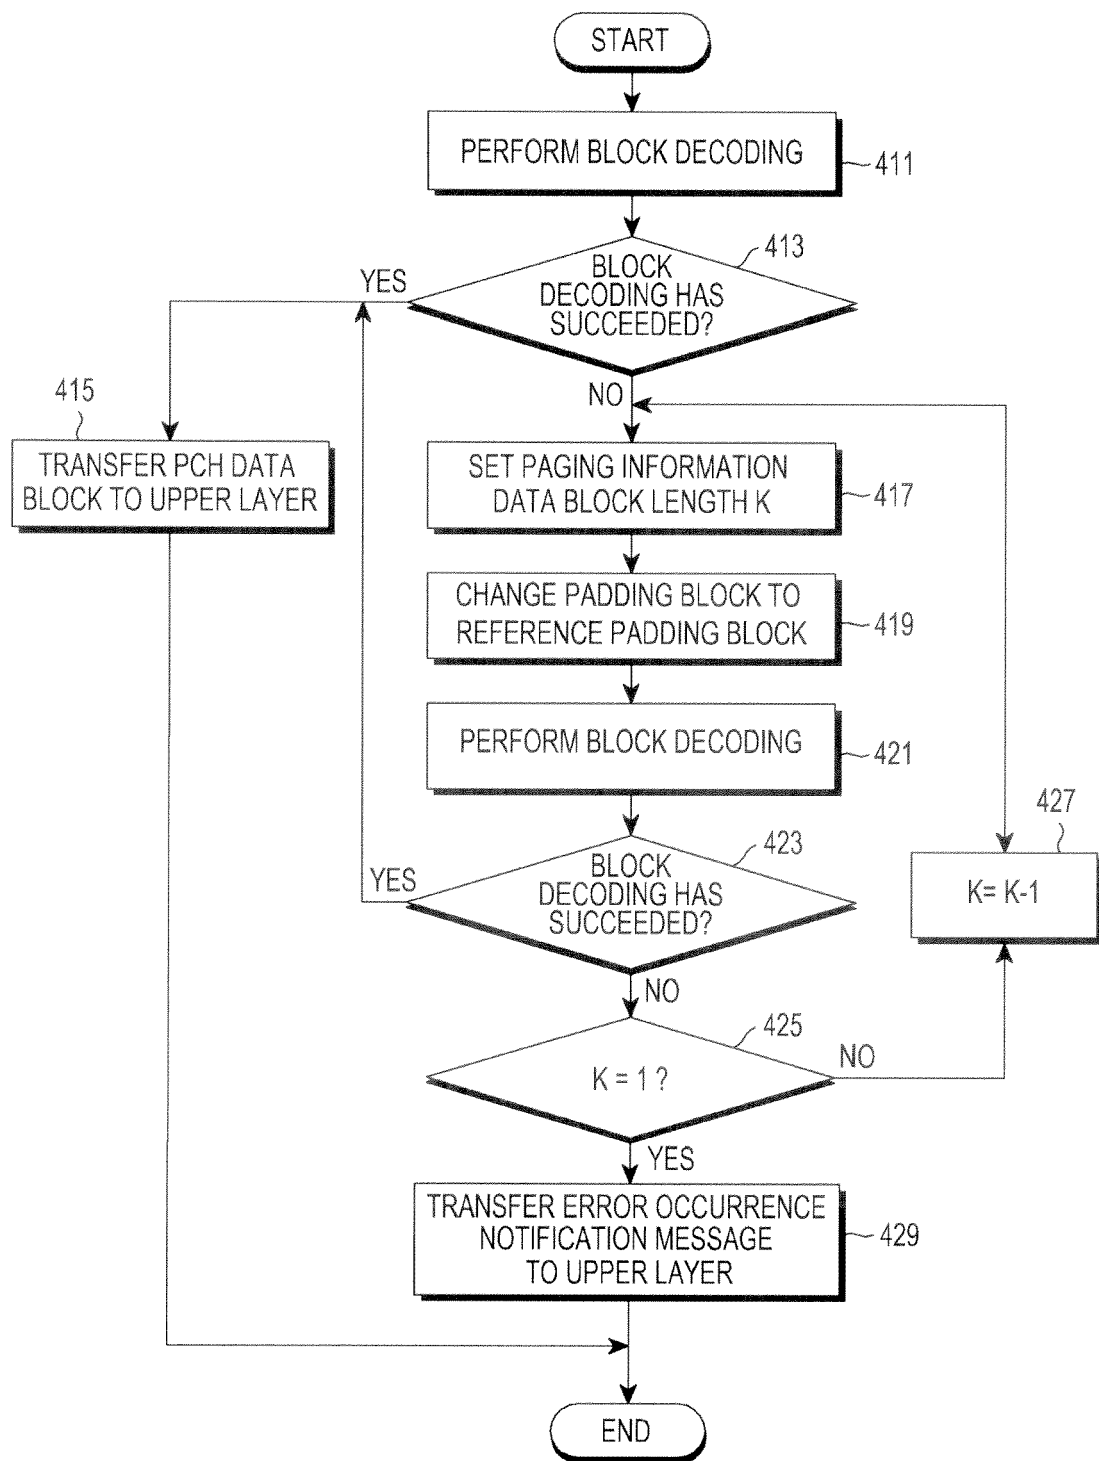 START
PERFORM BLOCK DECODING
411
413
BLOCK
DECODING HAS
SUCCEEDED?
YES
NO
415
TRANSFER PCH DATA
BLOCK TO UPPER LAYER
SET PAGING INFORMATION
DATA BLOCK LENGTH K
417
CHANGE PADDING BLOCK TO
REFERENCE PADDING BLOCK
419
PERFORM BLOCK DECODING
421
423
BLOCK
DECODING HAS
SUCCEEDED?
YES
NO
427
K= K-1
425
K = 1 ?
NO
YES
TRANSFER ERROR OCCURRENCE
NOTIFICATION MESSAGE
TO UPPER LAYER
429
END